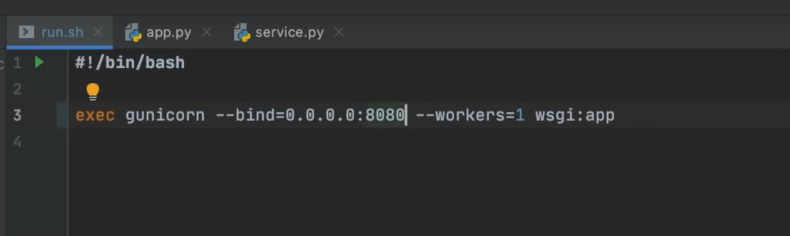 run.sh app.py service.py
1 #!/bin/bash
2
3 exec gunicorn --bind=0.0.0.0:8080 --workers=1 wsgi:app
4